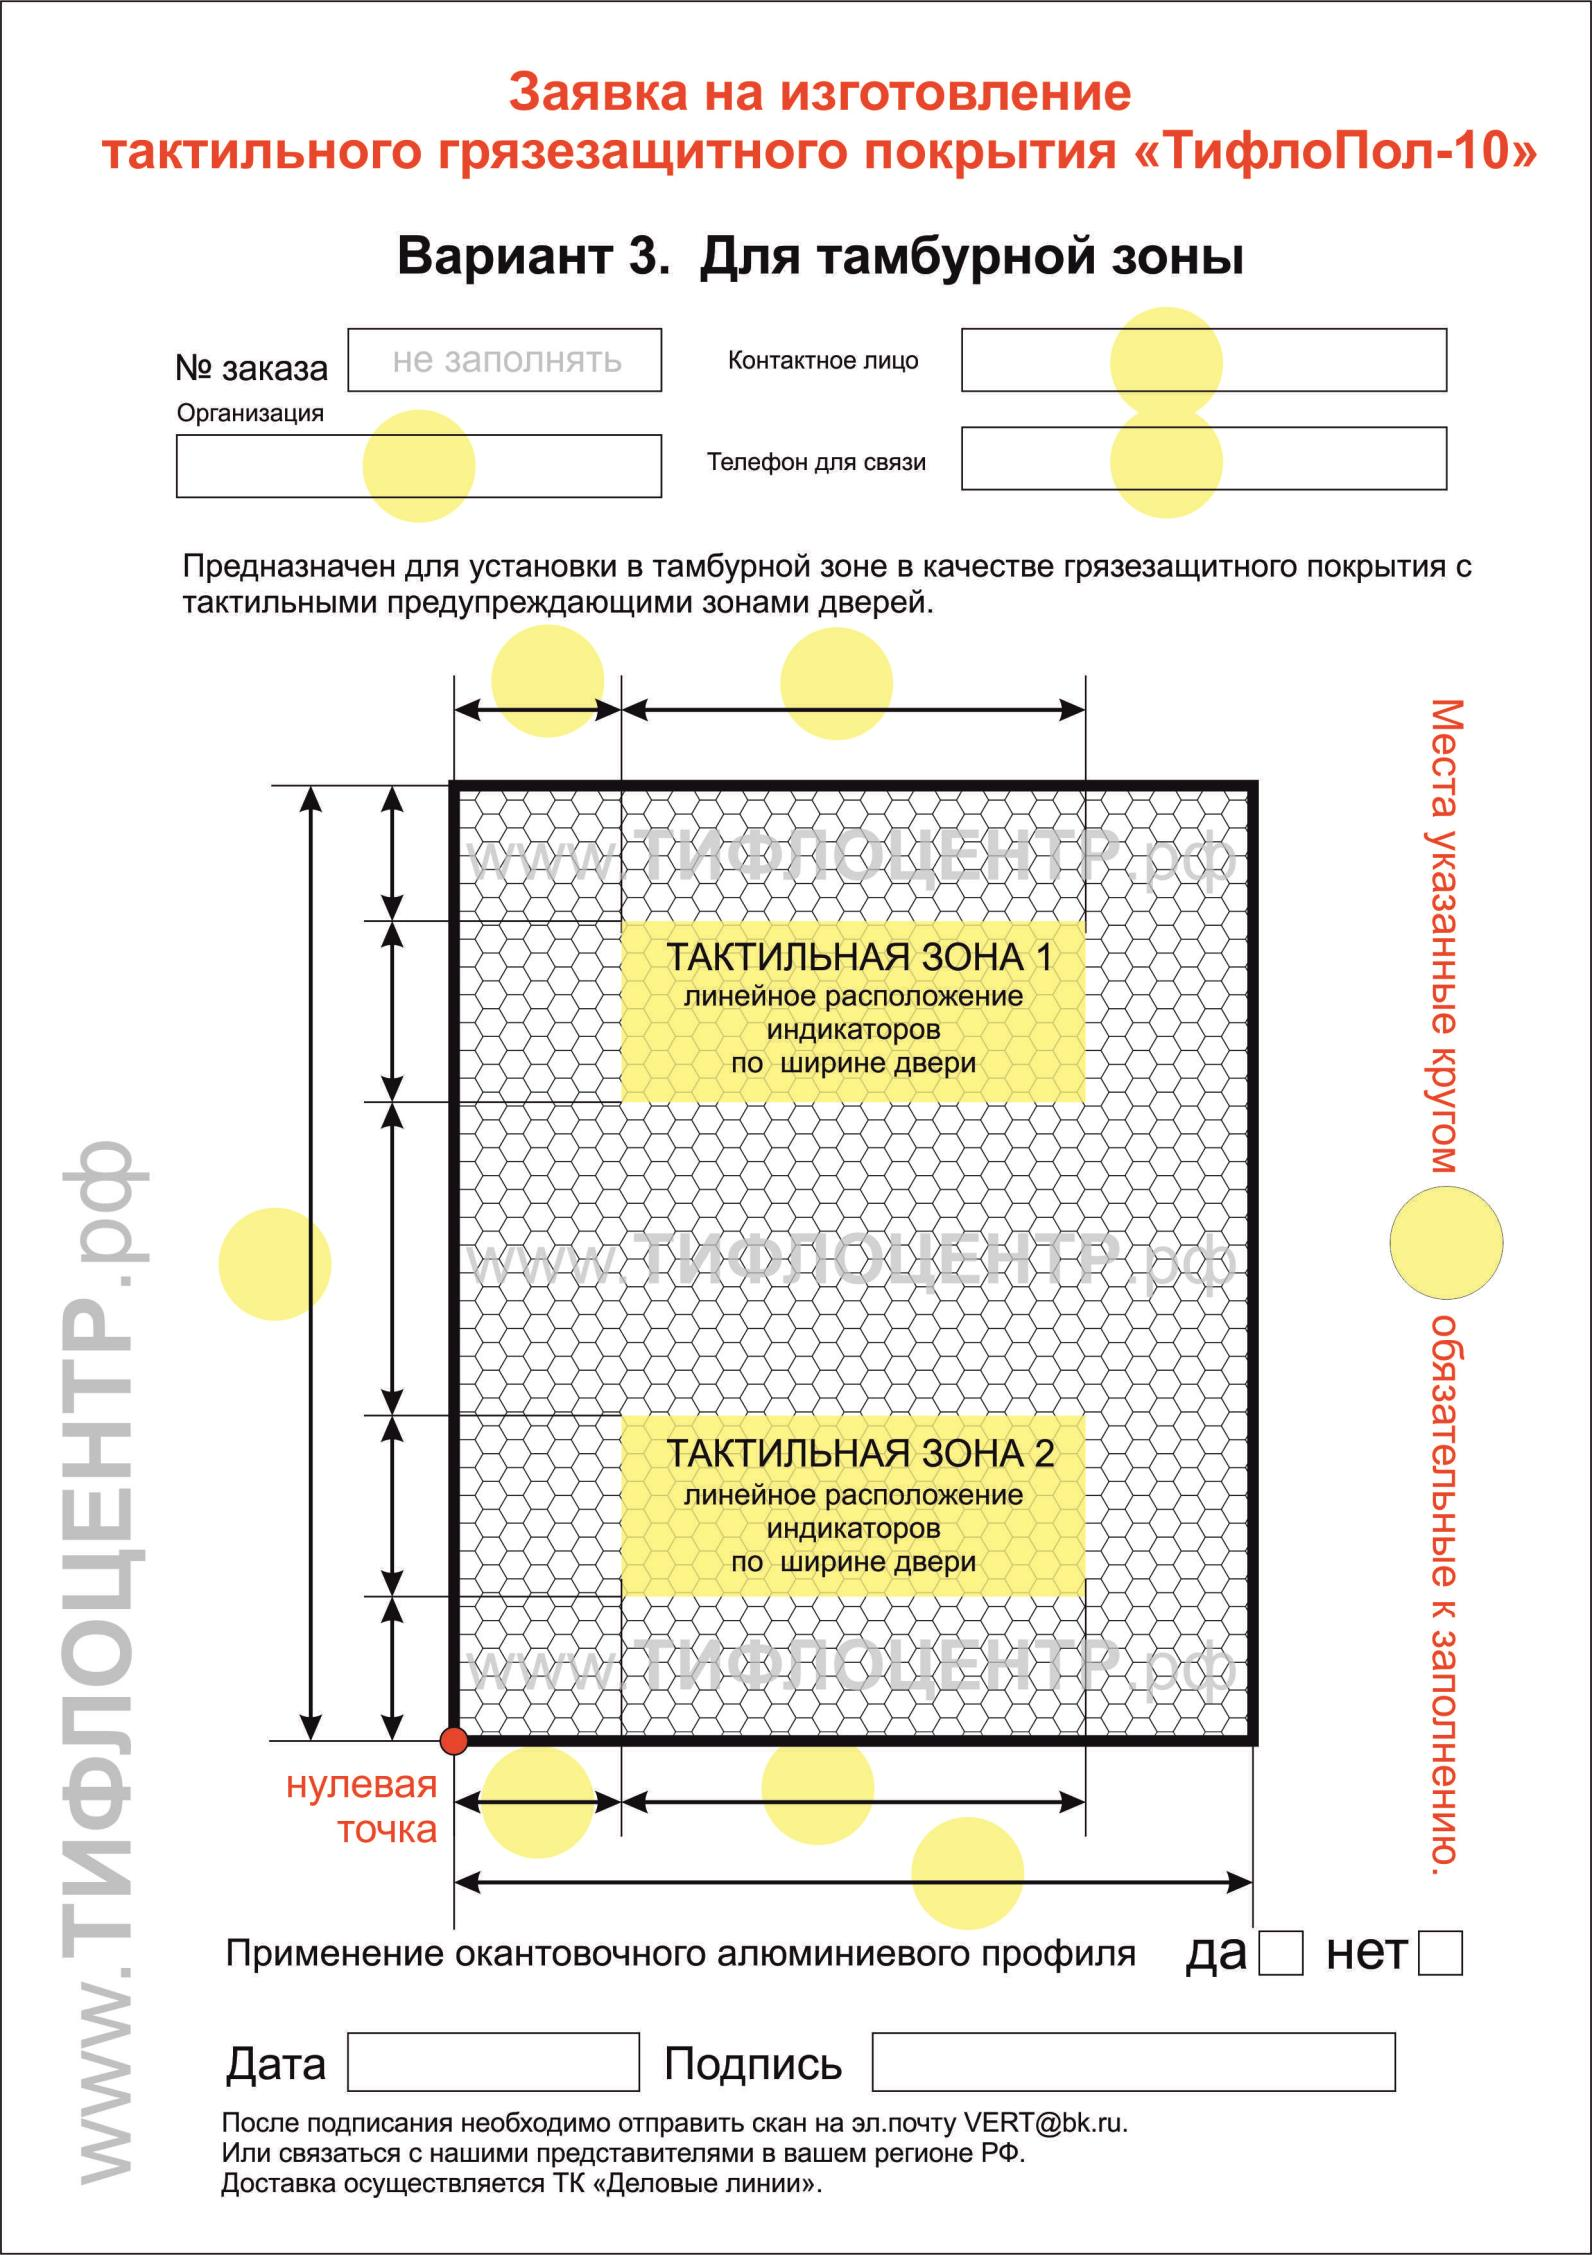 Заявка на изготовление
тактильного грязезащитного покрытия «ТифлоПол-10»
Вариант 3. Для тамбурной зоны
№ заказа
не заполнять
Контактное лицо
Организация
Телефон для связи
Предназначен для установки в тамбурной зоне в качестве грязезащитного покрытия с
тактильными предупреждающими зонами дверей.
www.ТИФЛОЦЕНТР.рф
ТАКТИЛЬНАЯ ЗОНА 1
линейное расположение
индикаторов
по ширине двери
www.ТИФЛОЦЕНТР.рф
ТАКТИЛЬНАЯ ЗОНА 2
линейное расположение
индикаторов
по ширине двери
www.ТИФЛОЦЕНТР.рф
нулевая
точка
Места указанные кругом обязательные к заполнению.
www.ТИФЛОЦЕНТР.рф
Применение окантовочного алюминиевого профиля да нет
Дата
Подпись
После подписания необходимо отправить скан на эл.почту VERT@bk.ru.
Или связаться с нашими представителями в вашем регионе РФ.
Доставка осуществляется ТК «Деловые линии».